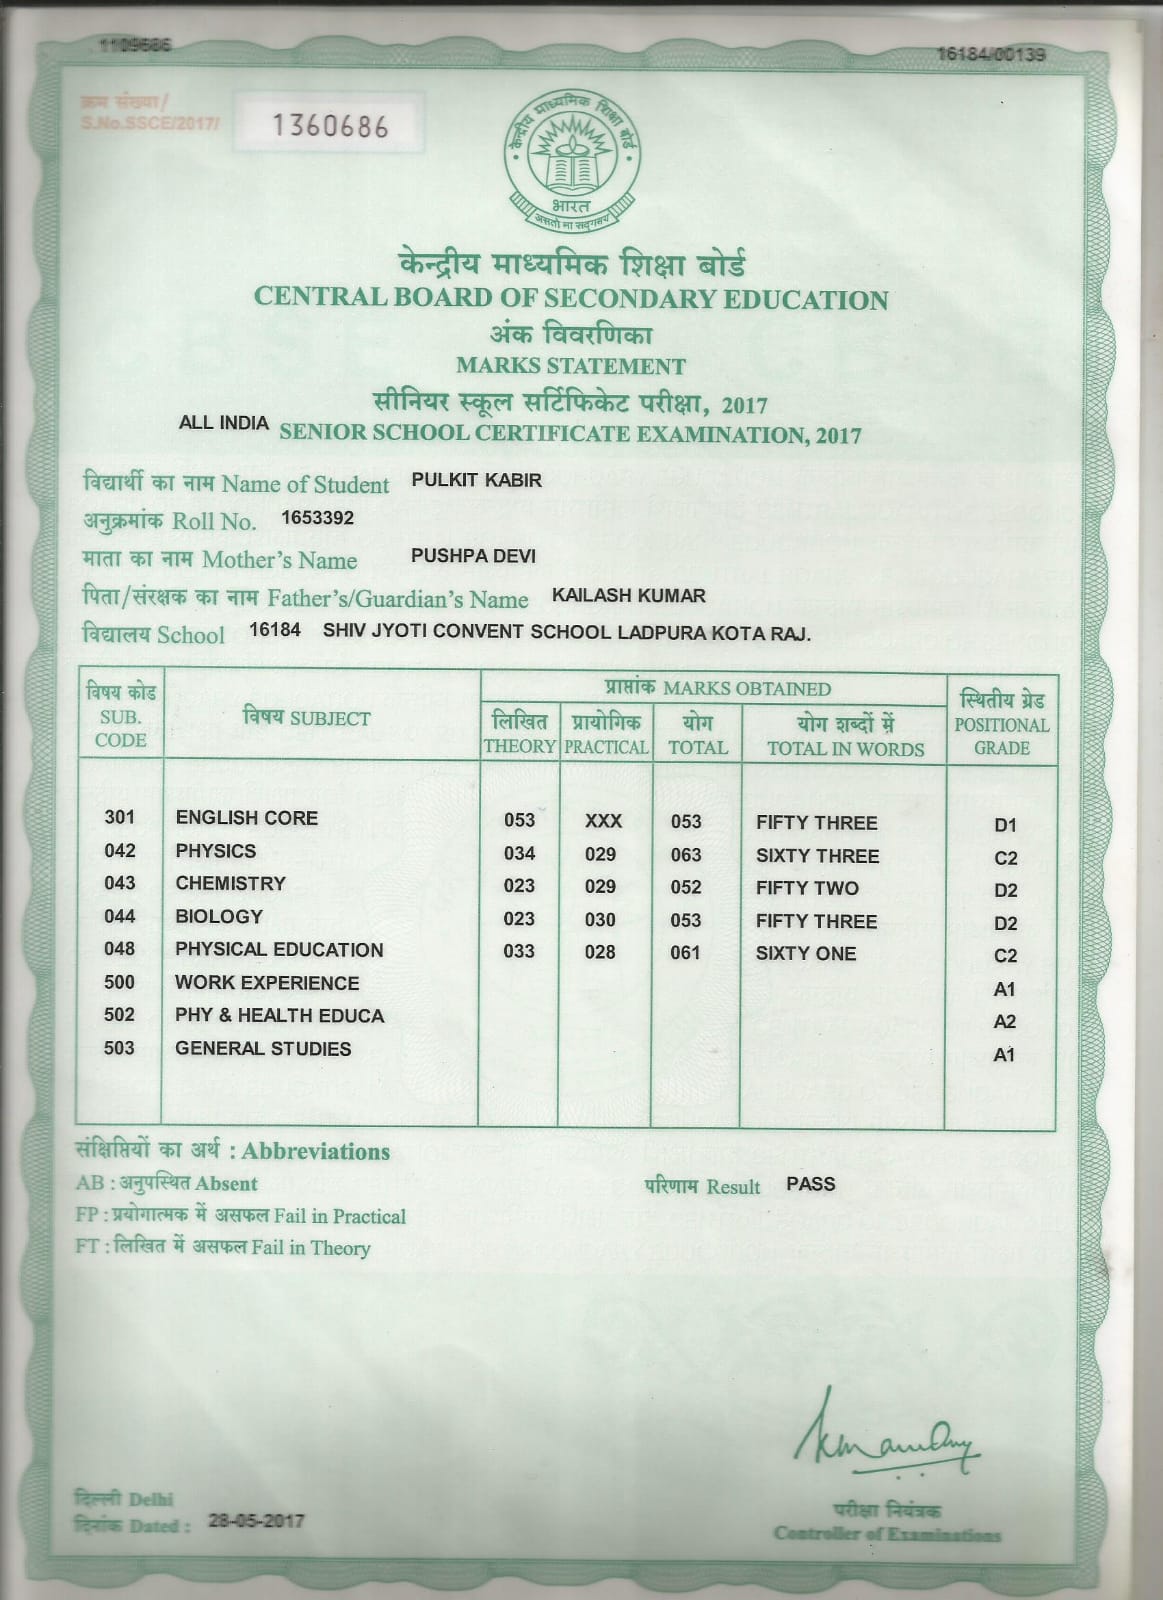 1109686
16184/00139
क्रम संख्या/
S.No.SSCE/2017/ 1360686
केन्द्रीय माध्यमिक शिक्षा बोर्ड
भारत
असतो मा सद्गमय
केन्द्रीय माध्यमिक शिक्षा बोर्ड
CENTRAL BOARD OF SECONDARY EDUCATION
अंक विवरणिका
MARKS STATEMENT
सीनियर स्कूल सर्टिफिकेट परीक्षा, 2017
ALL INDIA SENIOR SCHOOL CERTIFICATE EXAMINATION, 2017
विद्यार्थी का नाम Name of Student PULKIT KABIR
अनुक्रमांक Roll No. 1653392
माता का नाम Mother's Name PUSHPA DEVI
पिता/संरक्षक का नाम Father's/Guardian's Name KAILASH KUMAR
विद्यालय School 16184 SHIV JYOTI CONVENT SCHOOL LADPURA KOTA RAJ.
विषय कोड SUB. CODE विषय SUBJECT प्राप्तांक MARKS OBTAINED स्थितीय ग्रेड POSITIONAL GRADE
लिखित THEORY प्रायोगिक PRACTICAL योग TOTAL योग शब्दों में TOTAL IN WORDS
301 ENGLISH CORE 053 XXX 053 FIFTY THREE D1
042 PHYSICS 034 029 063 SIXTY THREE C2
043 CHEMISTRY 023 029 052 FIFTY TWO D2
044 BIOLOGY 023 030 053 FIFTY THREE D2
048 PHYSICAL EDUCATION 033 028 061 SIXTY ONE C2
500 WORK EXPERIENCE A1
502 PHY & HEALTH EDUCA A2
503 GENERAL STUDIES A1
संक्षिप्तियों का अर्थ : Abbreviations
AB : अनुपस्थित Absent
परिणाम Result PASS
FP : प्रयोगात्मक में असफल Fail in Practical
FT : लिखित में असफल Fail in Theory
दिल्ली Delhi
दिनांक Dated : 28-05-2017
परीक्षा नियंत्रक
Controller of Examinations